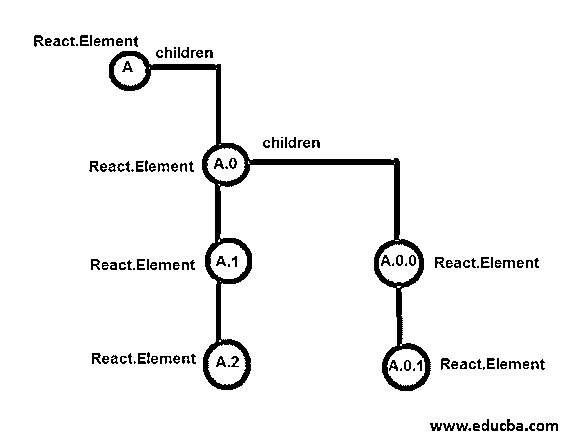 React.Element
children
A
children
React.Element
A.0
React.Element
A.1
A.0.0
React.Element
React.Element
A.2
A.0.1
React.Element
www.educba.com